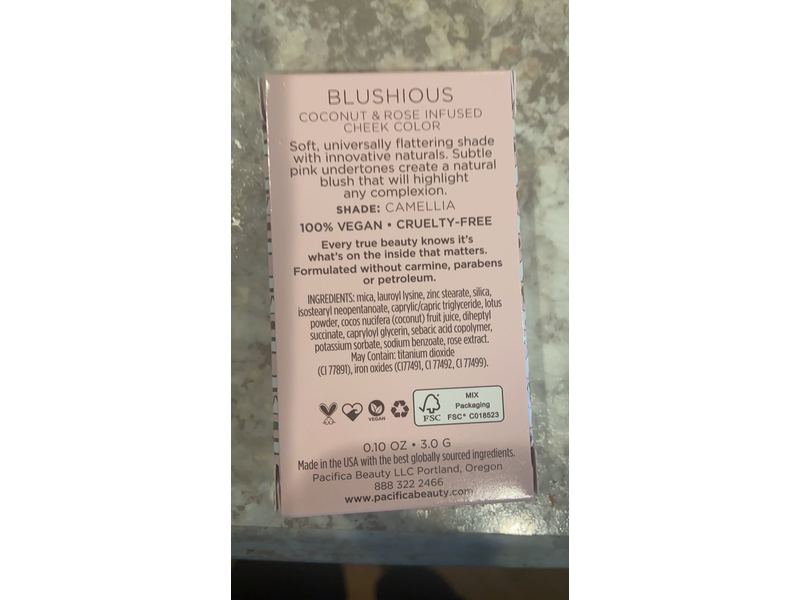 BLUSHIOUS
COCONUT & ROSE INFUSED
CHEEK COLOR
Soft, universally flattering shade
with innovative naturals. Subtle
pink undertones create a natural
blush that will highlight
any complexion.
SHADE: CAMELLIA
100% VEGAN • CRUELTY-FREE
Every true beauty knows it's
what's on the inside that matters.
Formulated without carmine, parabens
or petroleum.
INGREDIENTS: mica, lauroyl lysine, zinc stearate, silica,
isostearyl neopentanoate, caprylic/capric triglyceride, lotus
powder, cocos nucifera (coconut) fruit juice, diheptyl
succinate, capryloyl glycerin, sebacic acid copolymer,
potassium sorbate, sodium benzoate, rose extract.
May Contain: titanium dioxide
(CI 77891), iron oxides (CI77491, CI 77492, CI 77499).
VEGAN
FSC
MIX
Packaging
FSC® C018523
0.10 OZ • 3.0 G
Made in the USA with the best globally sourced ingredients.
Pacifica Beauty LLC Portland, Oregon
888 322 2466
www.pacificabeauty.com